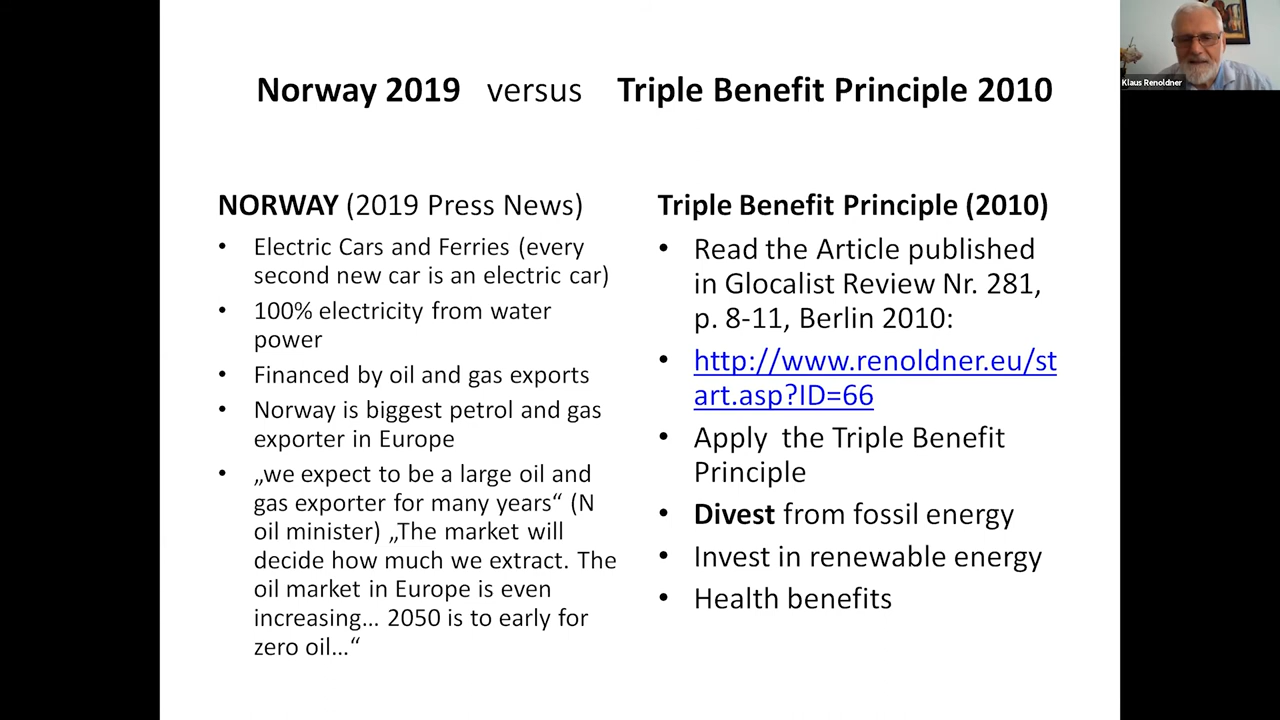 Norway 2019 versus Triple Benefit Principle 2010
NORWAY (2019 Press News)
• Electric Cars and Ferries (every
second new car is an electric car)
• 100% electricity from water
power
• Financed by oil and gas exports
• Norway is biggest petrol and gas
exporter in Europe
• „we expect to be a large oil and
gas exporter for many years“ (N
oil minister) „The market will
decide how much we extract. The
oil market in Europe is even
increasing... 2050 is to early for
zero oil...“
Triple Benefit Principle (2010)
• Read the Article published
in Glocalist Review Nr. 281,
p. 8-11, Berlin 2010:
• http://www.renoldner.eu/st
art.asp?ID=66
• Apply the Triple Benefit
Principle
• Divest from fossil energy
• Invest in renewable energy
• Health benefits
Klaus Renoldner